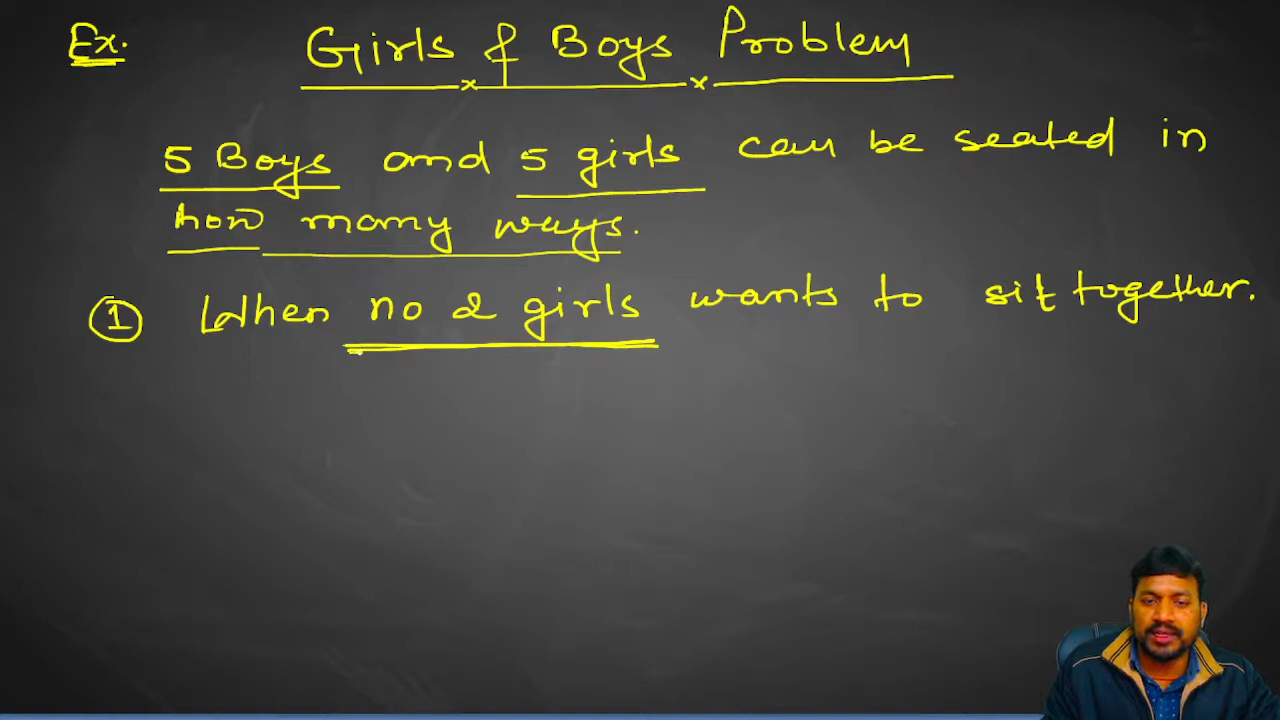 Ex.
Girls & Boys Problem
5 Boys and 5 girls can be seated in
how many ways.
1 When no 2 girls wants to sit together.